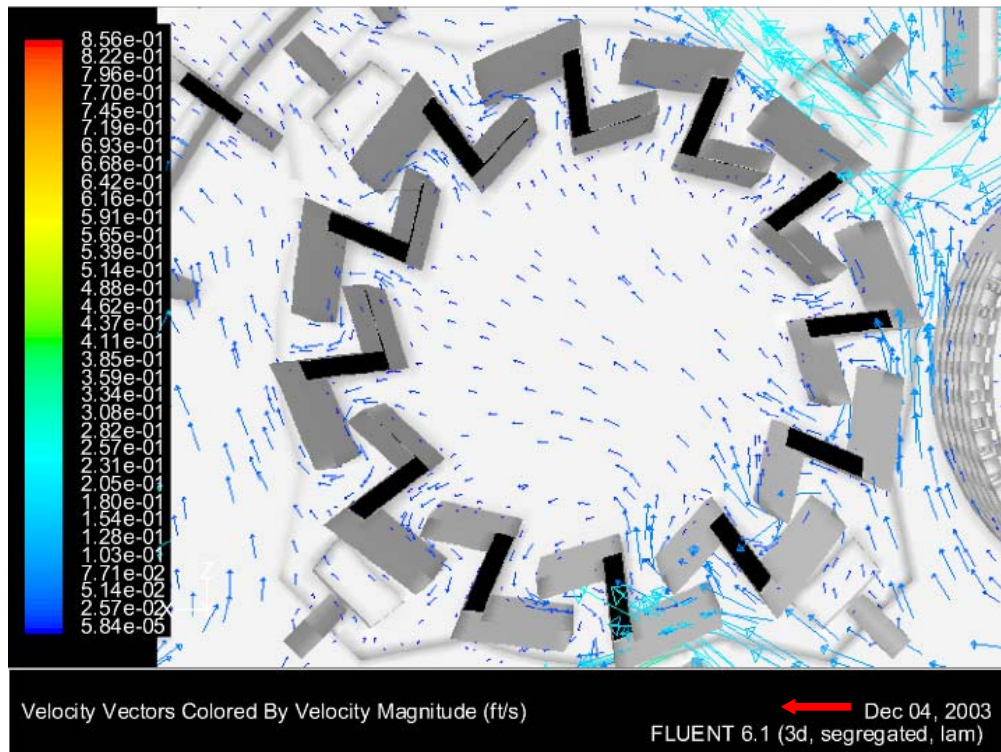 8.56e-01
8.22e-01
7.96e-01
7.70e-01
7.45e-01
7.19e-01
6.93e-01
6.68e-01
6.42e-01
6.16e-01
5.91e-01
5.65e-01
5.39e-01
5.14e-01
4.88e-01
4.62e-01
4.37e-01
4.11e-01
3.85e-01
3.59e-01
3.34e-01
3.08e-01
2.82e-01
2.57e-01
2.31e-01
2.05e-01
1.80e-01
1.54e-01
1.28e-01
1.03e-01
7.71e-02
5.14e-02
2.57e-02
5.84e-05
Z
X
Velocity Vectors Colored By Velocity Magnitude (ft/s)
Dec 04, 2003
FLUENT 6.1 (3d, segregated, lam)